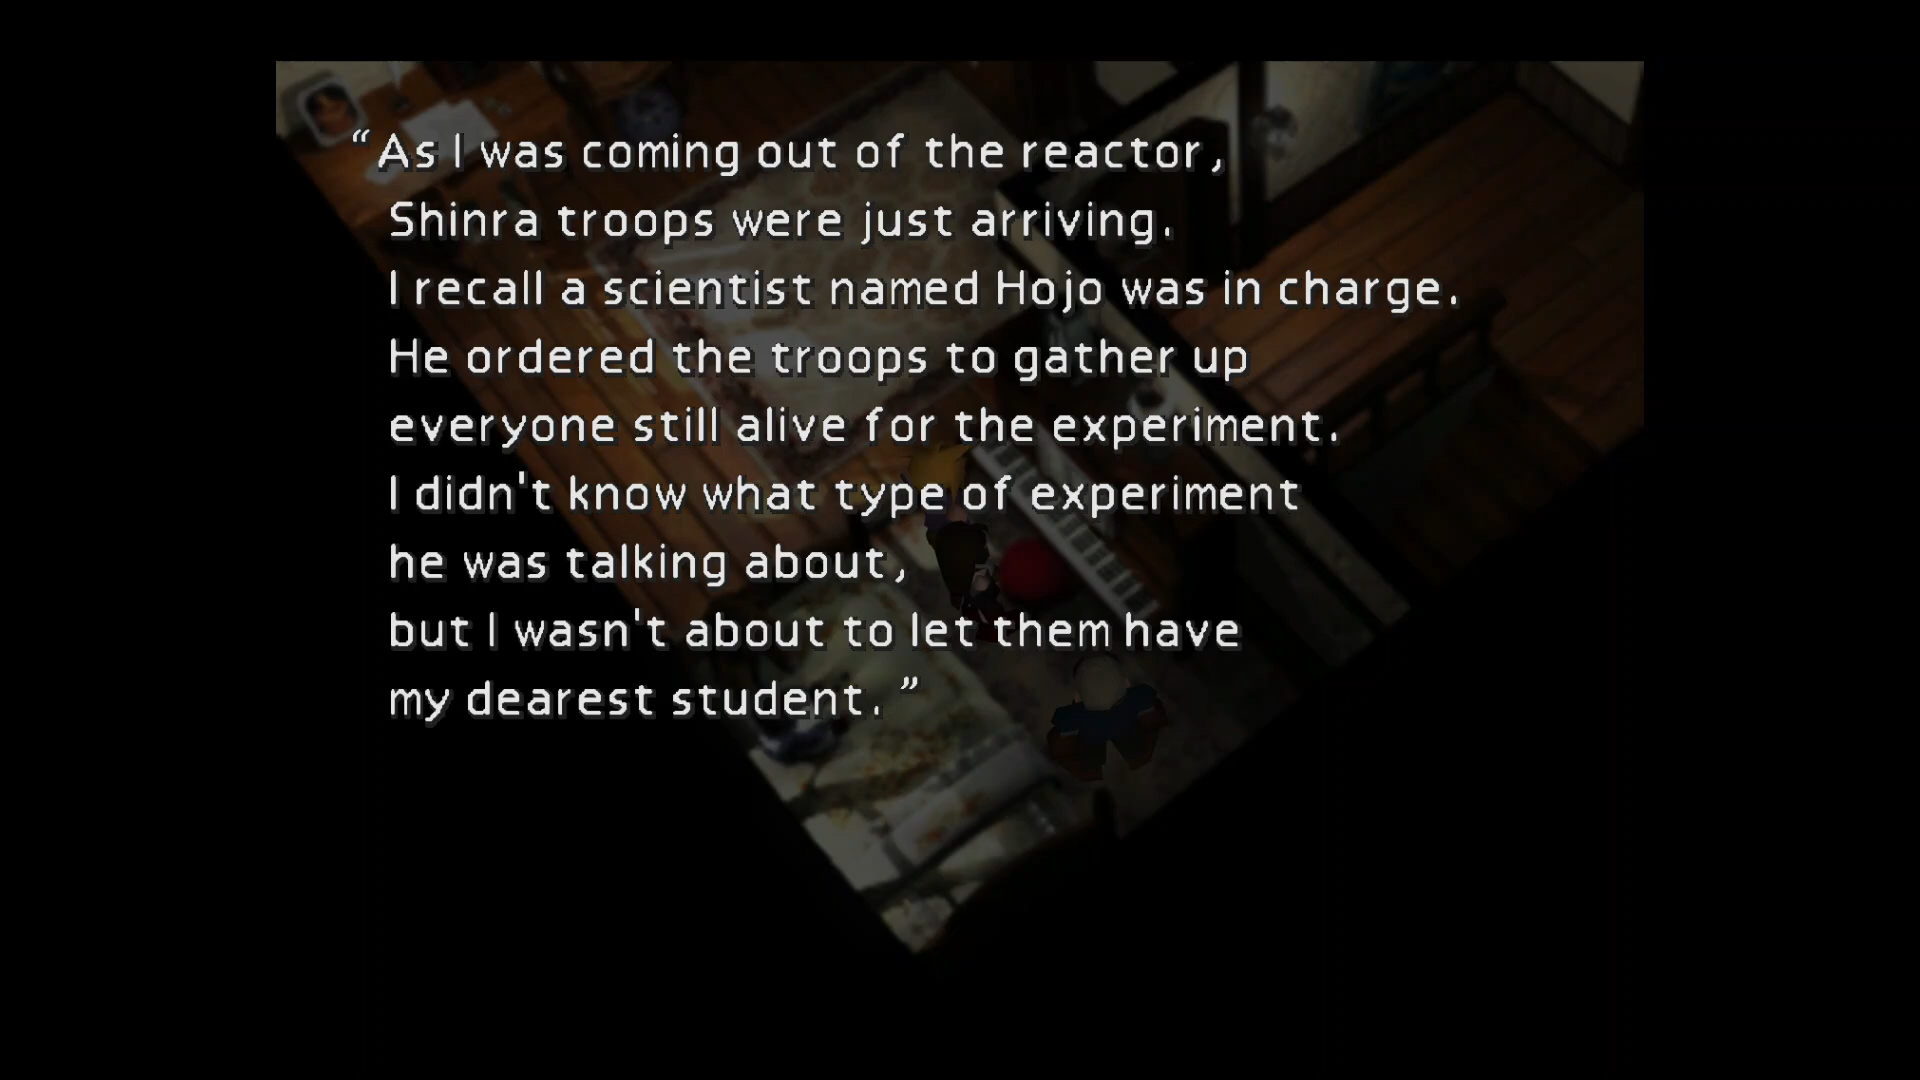 “As I was coming out of the reactor,
Shinra troops were just arriving.
I recall a scientist named Hojo was in charge.
He ordered the troops to gather up
everyone still alive for the experiment.
I didn't know what type of experiment
he was talking about,
but I wasn't about to let them have
my dearest student.”